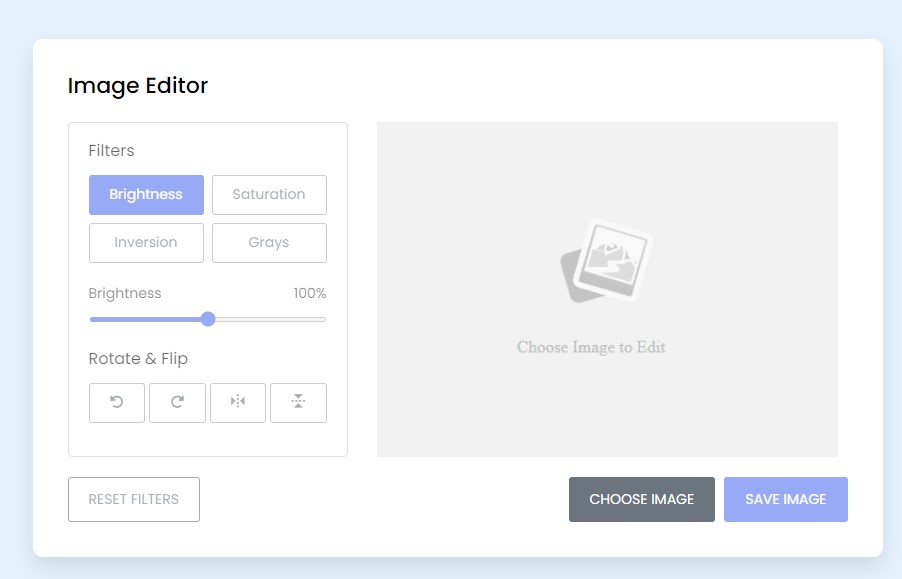 Image Editor
Filters
Brightness
Saturation
Inversion
Grays
Brightness 100%
Rotate & Flip
Choose Image to Edit
RESET FILTERS
CHOOSE IMAGE
SAVE IMAGE